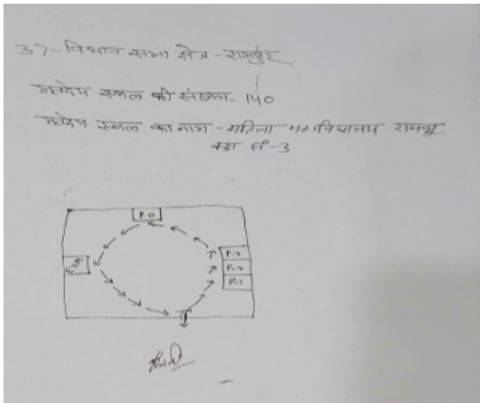 37-विधान सभा क्षेत्र-रामपुर
मतदेय स्थल की संख्या-140
मतदेय स्थल का नाम-महिला महाविद्यालय रामपुर
कक्ष सं-3
P.O
P-3
P-2
P-1